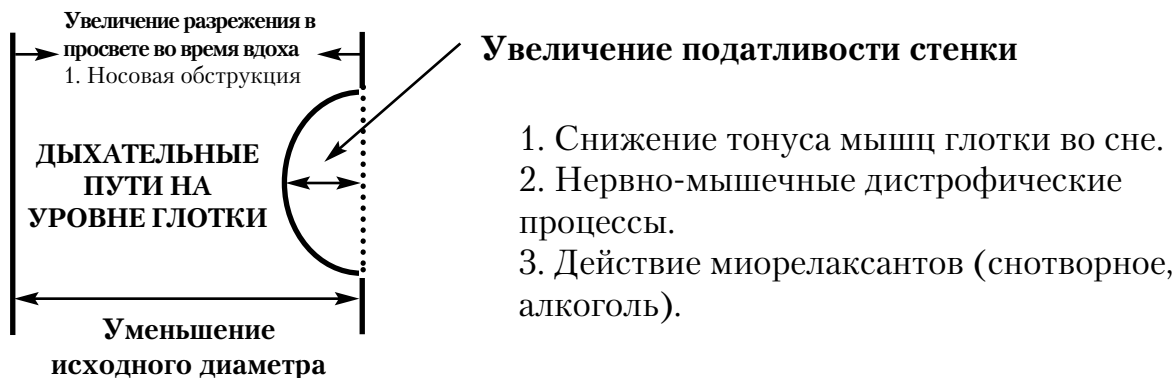 Увеличение разрежения в
просвете во время вдоха
1. Носовая обструкция
ДЫХАТЕЛЬНЫЕ
ПУТИ НА
УРОВНЕ ГЛОТКИ
Уменьшение
исходного диаметра
Увеличение податливости стенки
1. Снижение тонуса мышц глотки во сне.
2. Нервно-мышечные дистрофические
процессы.
3. Действие миорелаксантов (снотворное,
алкоголь).